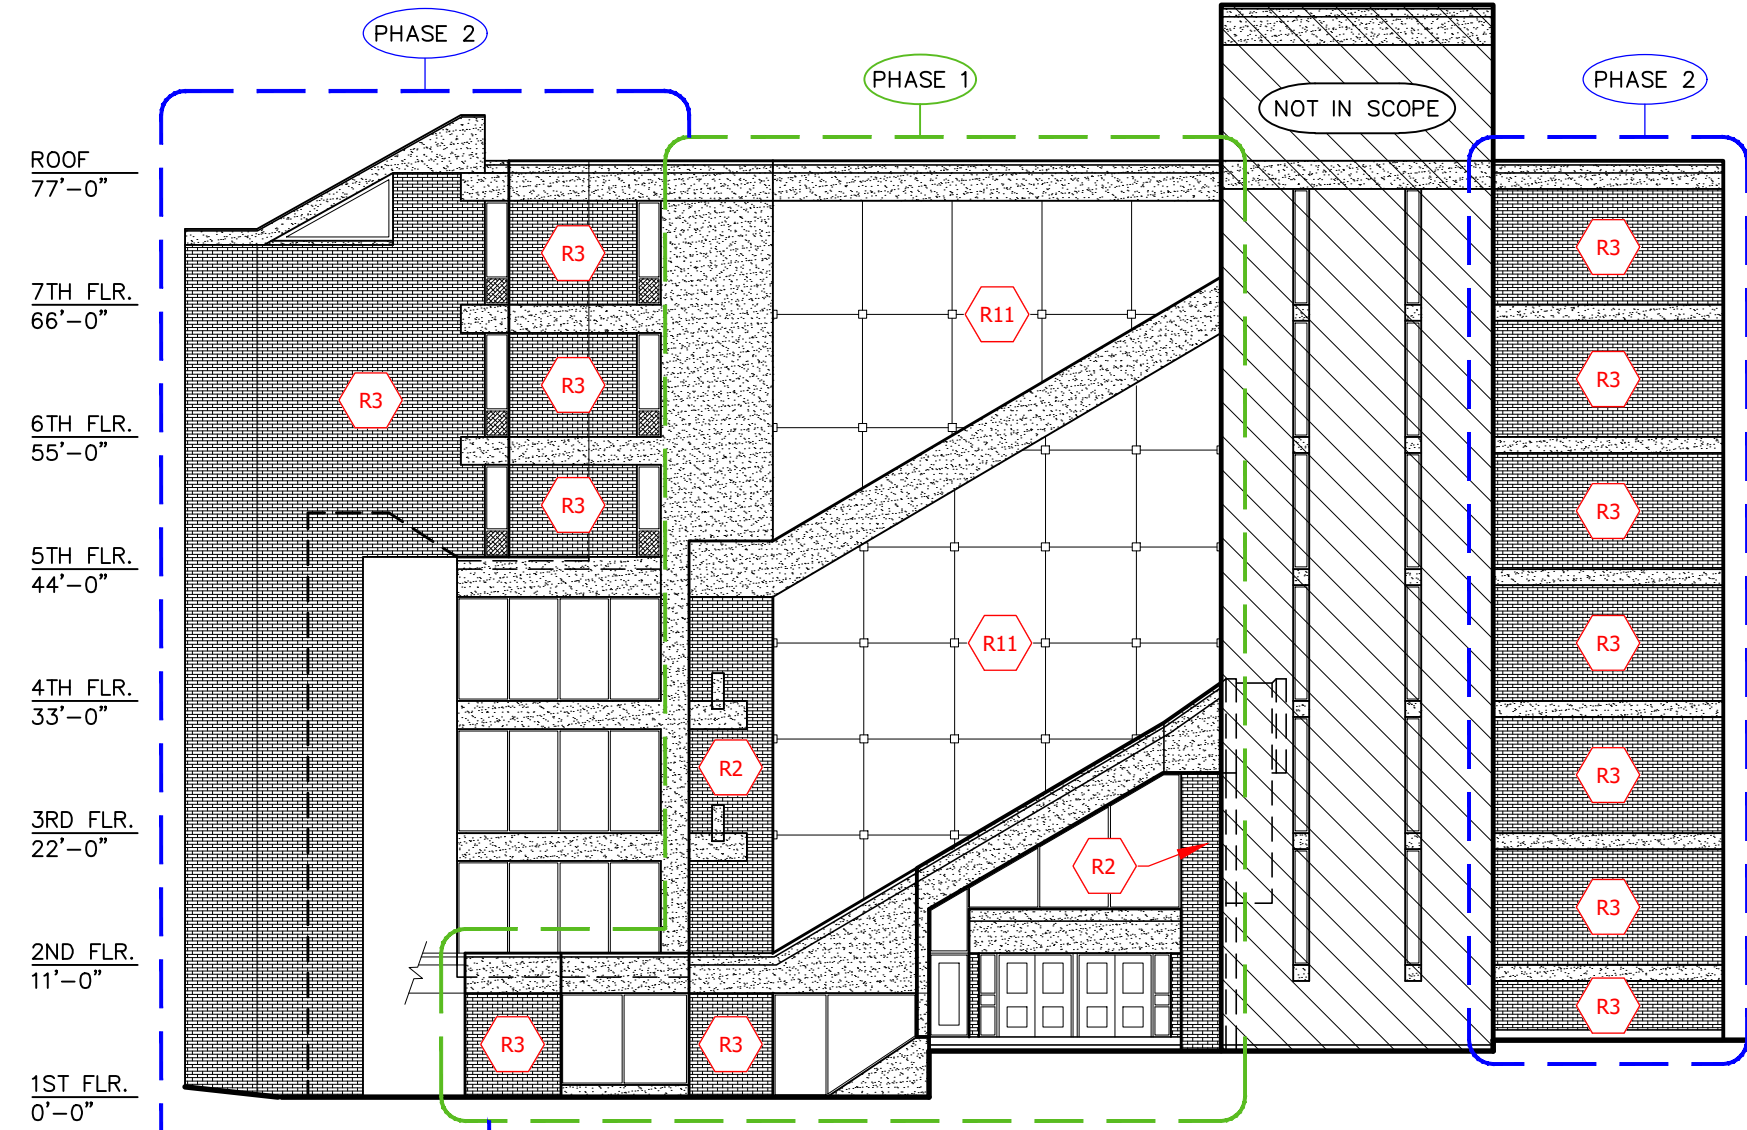 PHASE 2
PHASE 1
PHASE 2
NOT IN SCOPE
ROOF
77'-0"
R3
R3
7TH FLR.
66'-0"
R11
R3
R3
R3
6TH FLR.
55'-0"
R3
R3
5TH FLR.
44'-0"
R11
R3
4TH FLR.
33'-0"
R2
R3
3RD FLR.
22'-0"
R2
R3
2ND FLR.
11'-0"
R3
R3
R3
1ST FLR.
0'-0"